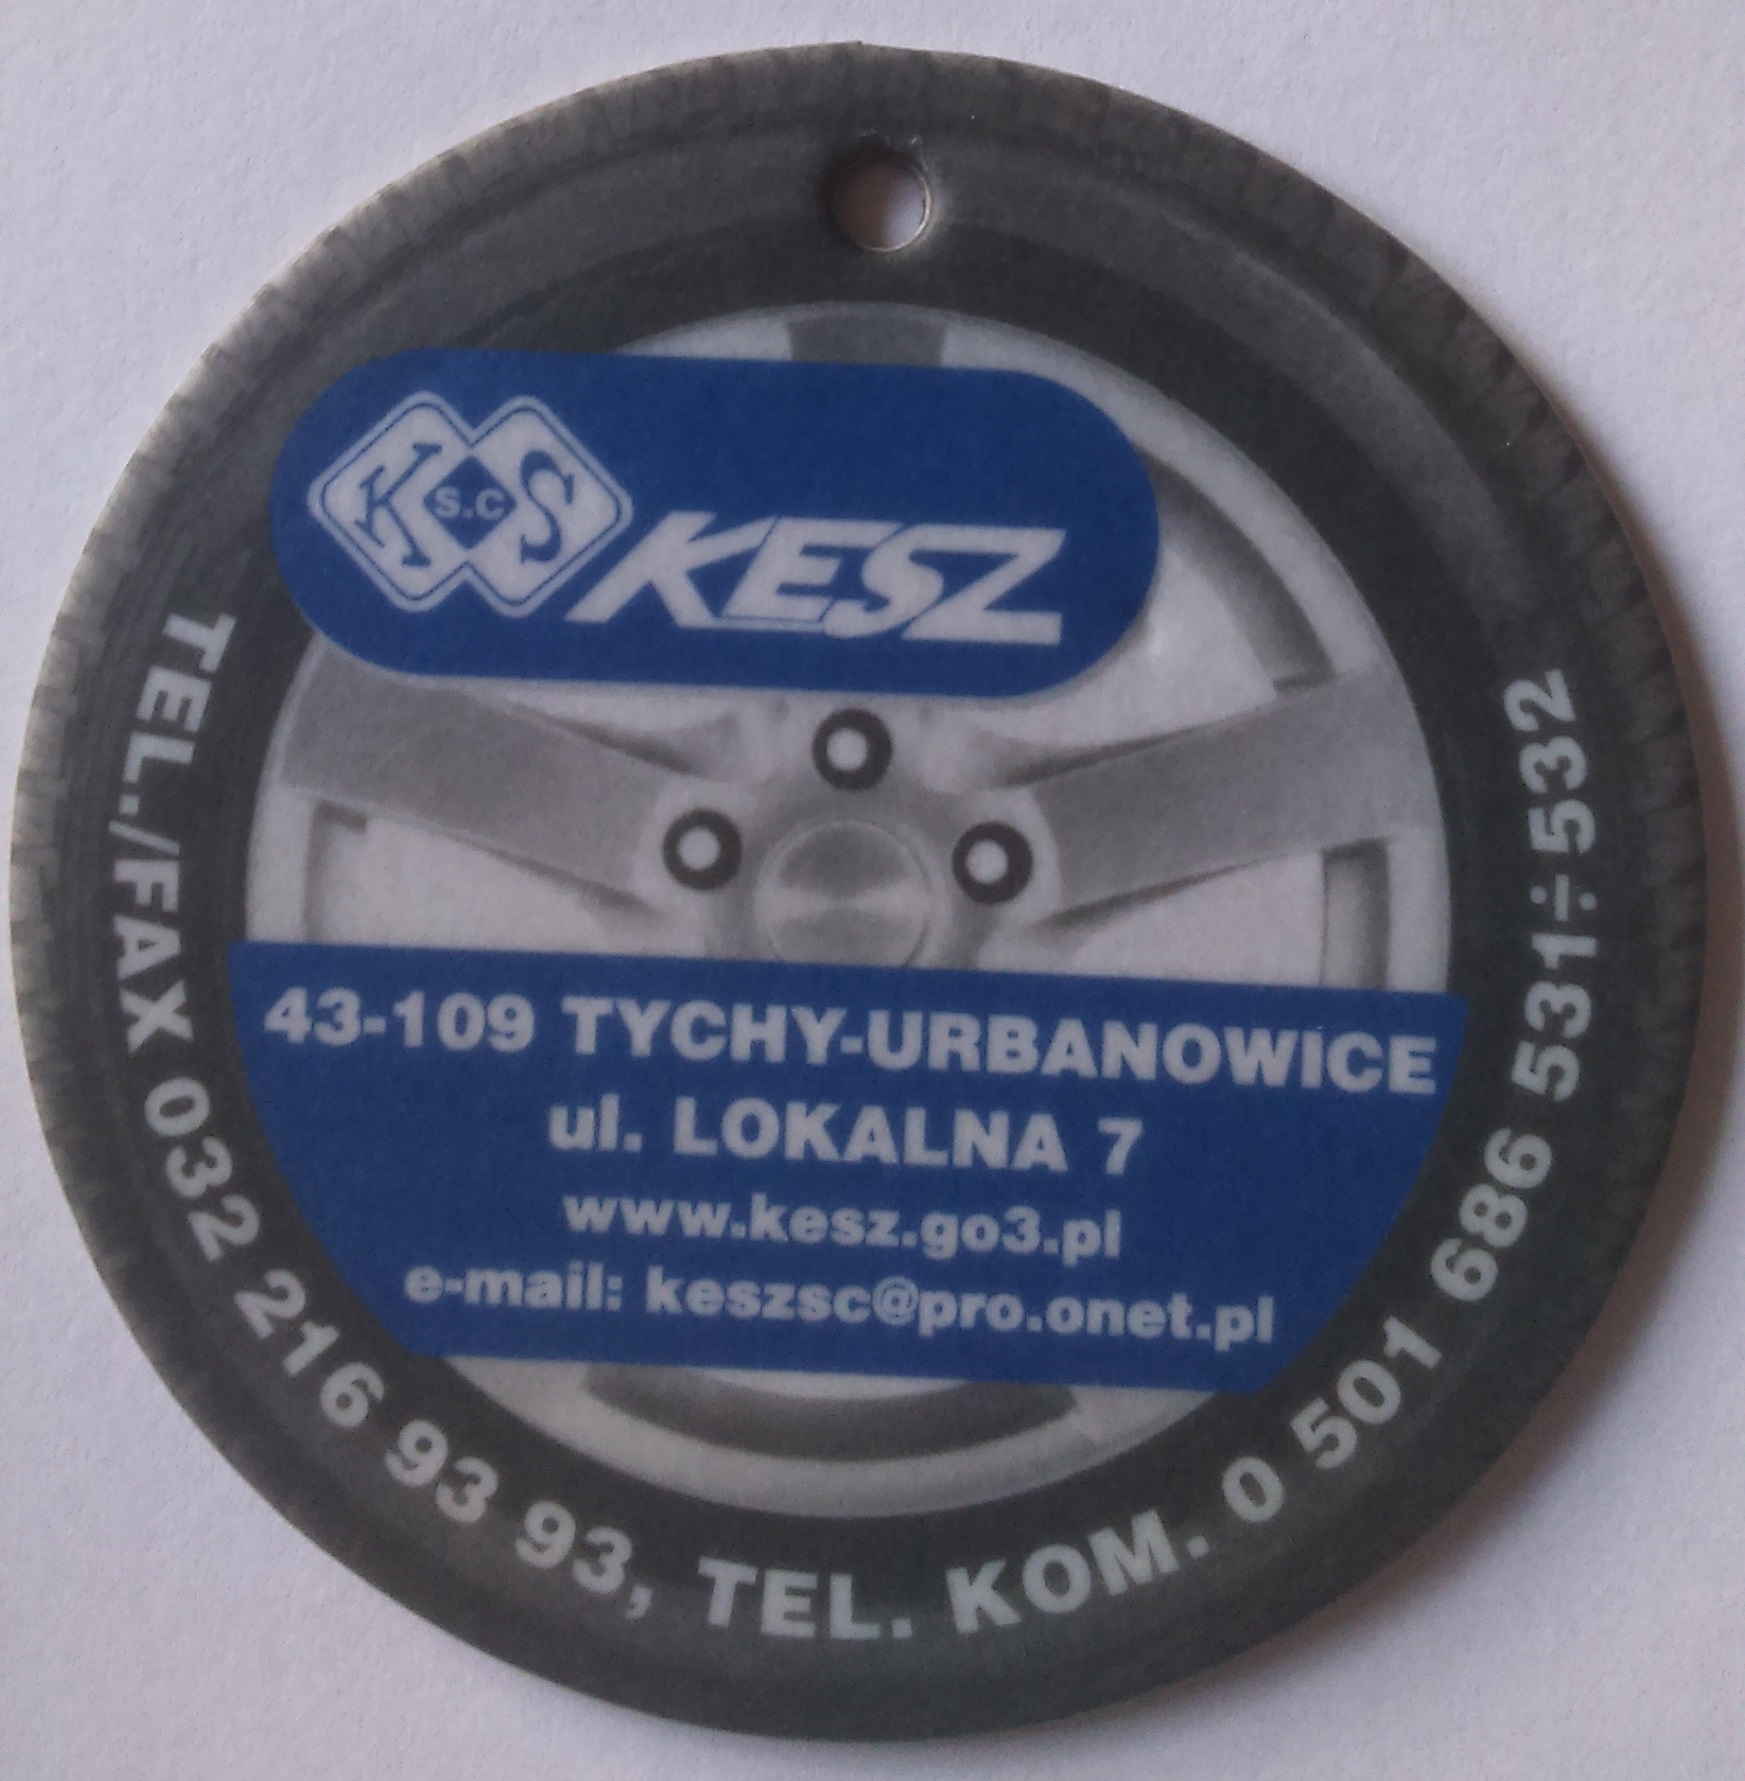 K S.C S
KESZ
43-109 TYCHY-URBANOWICE
ul. LOKALNA 7
www.kesz.go3.pl
e-mail: keszsc@pro.onet.pl
TEL./FAX 032 216 93 93, TEL. KOM. 0 501 686 531÷532